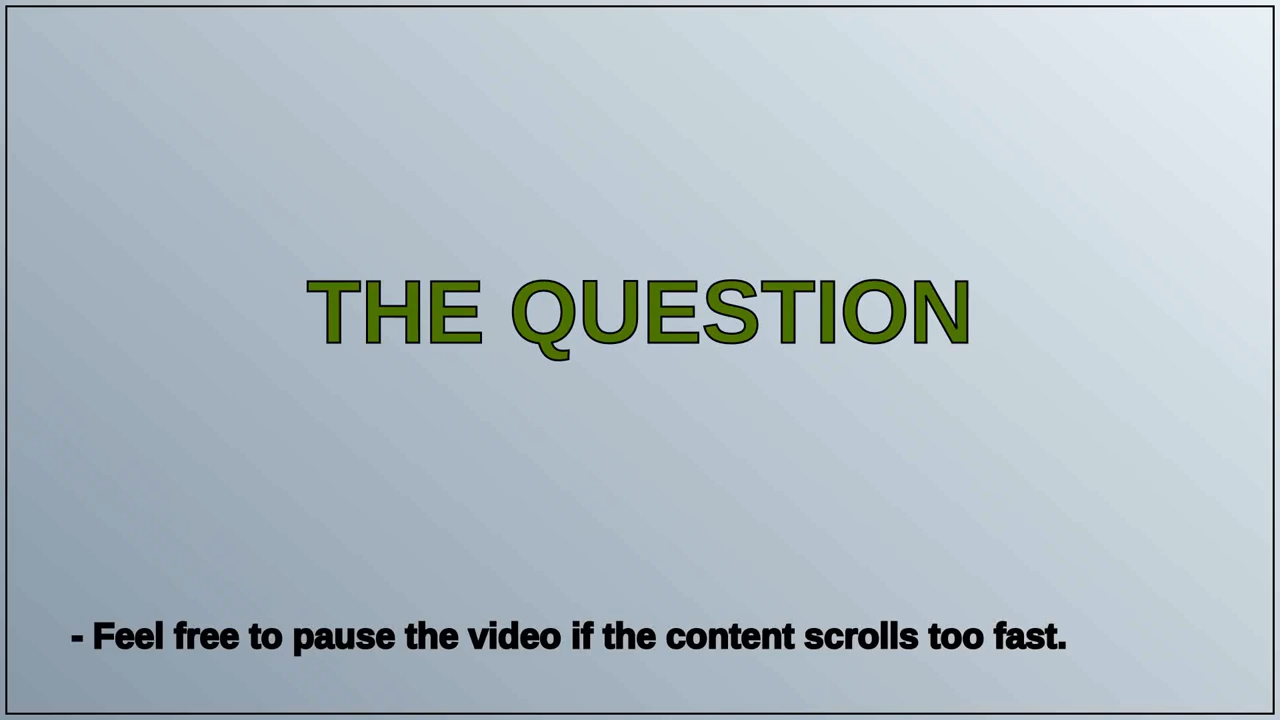 THE QUESTION
- Feel free to pause the video if the content scrolls too fast.